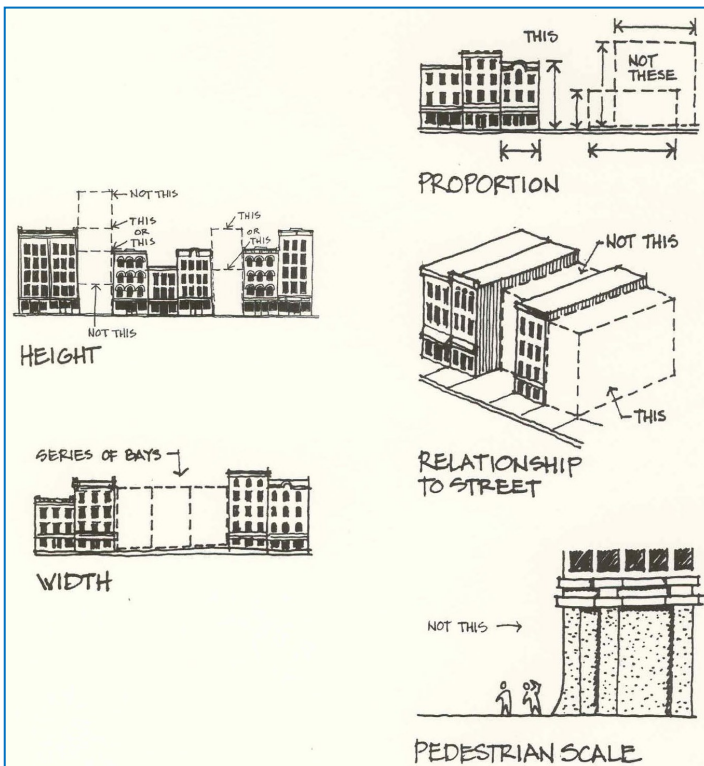 NOT THIS
THIS
OR
THIS
THIS
OR
THIS
NOT THIS
HEIGHT
SERIES OF BAYS
WIDTH
THIS
NOT
THESE
PROPORTION
NOT THIS
THIS
RELATIONSHIP
TO STREET
NOT THIS
PEDESTRIAN SCALE